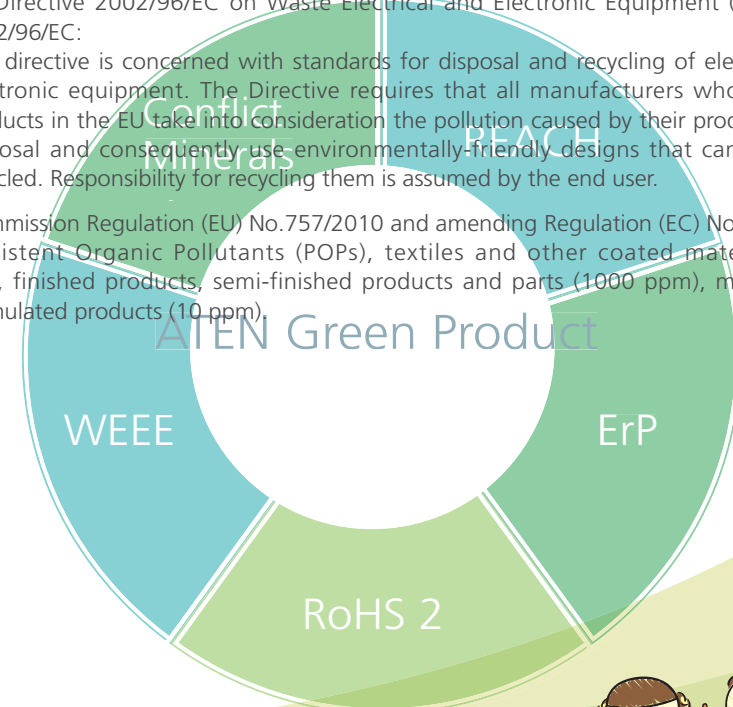 Directive 2002/96/EC on Waste Electrical and Electronic Equipment (
2/96/EC:
directive is concerned with standards for disposal and recycling of ele
tronic equipment. The Directive requires that all manufacturers who
ducts in the EU take into consideration the pollution caused by their prod
posal and consequently use environmentally-friendly designs that can
cled. Responsibility for recycling them is assumed by the end user.
mmission Regulation (EU) No.757/2010 and amending Regulation (EC) No
sistent Organic Pollutants (POPs), textiles and other coated mate
, finished products, semi-finished products and parts (1000 ppm), m
mulated products (10 ppm).
Conflict
Minerals
REACH
ATEN Green Product
WEEE
ErP
RoHS 2